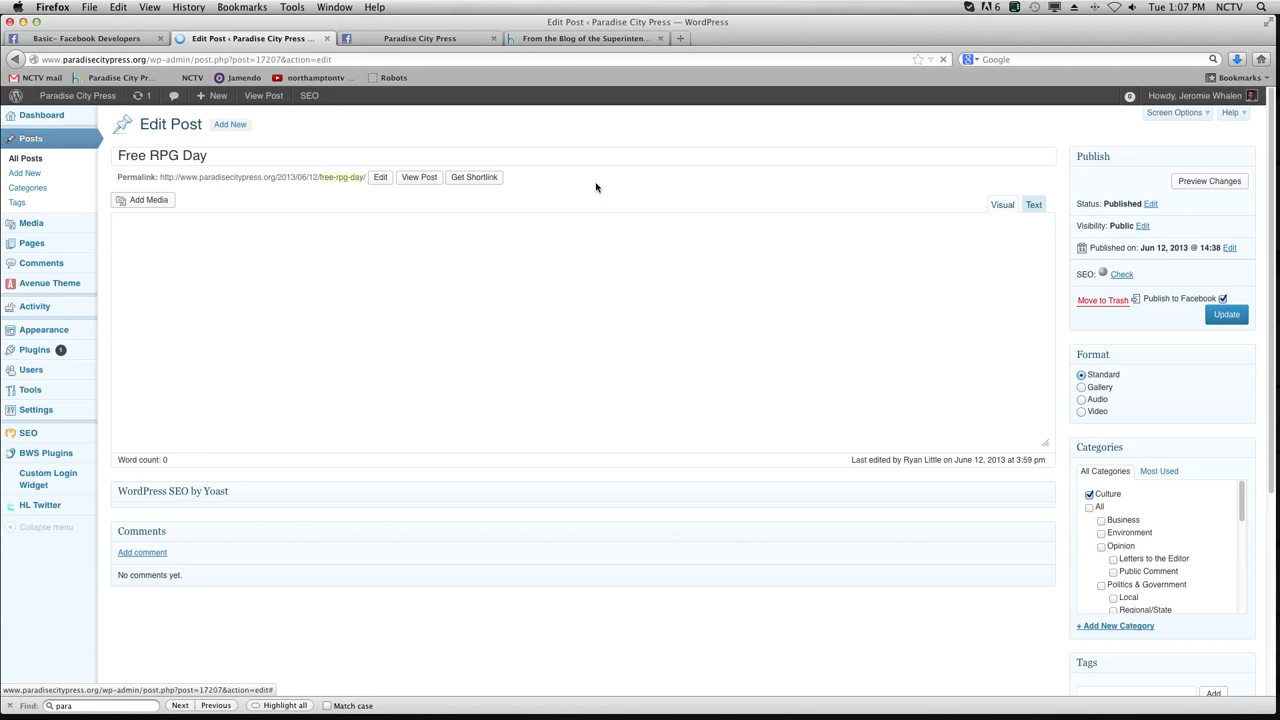 Firefox File Edit View History Bookmarks Tools Window Help 6 Tue 1:07 PM NCTV
Edit Post ‹ Paradise City Press — WordPress
Basic– Facebook Developers × Edit Post ‹ Paradise City Press ... × Paradise City Press × From the Blog of the Superinten... × +
www.paradisecitypress.org/wp-admin/post.php?post=17207&action=edit Google
NCTV mail Paradise City Pr... NCTV Jamendo northamptontv ... Robots Bookmarks
Paradise City Press 1 + New View Post SEO 0 Howdy, Jeromie Whalen
Screen Options Help
Dashboard
Posts
All Posts
Add New
Categories
Tags
Media
Pages
Comments
Avenue Theme
Activity
Appearance
Plugins 1
Users
Tools
Settings
SEO
BWS Plugins
Custom Login
Widget
HL Twitter
Collapse menu
Edit Post Add New
Free RPG Day
Permalink: http://www.paradisecitypress.org/2013/06/12/free-rpg-day/ Edit View Post Get Shortlink
Add Media Visual Text
Word count: 0 Last edited by Ryan Little on June 12, 2013 at 3:59 pm
WordPress SEO by Yoast
Comments
Add comment
No comments yet.
Publish
Preview Changes
Status: Published Edit
Visibility: Public Edit
Published on: Jun 12, 2013 @ 14:38 Edit
SEO: Check
Move to Trash Publish to Facebook
Update
Format
Standard
Gallery
Audio
Video
Categories
All Categories Most Used
Culture
All
Business
Environment
Opinion
Letters to the Editor
Public Comment
Politics & Government
Local
Regional/State
+ Add New Category
Tags
Add
www.paradisecitypress.org/wp-admin/post.php?post=17207&action=edit#
× Find: para Next Previous Highlight all Match case